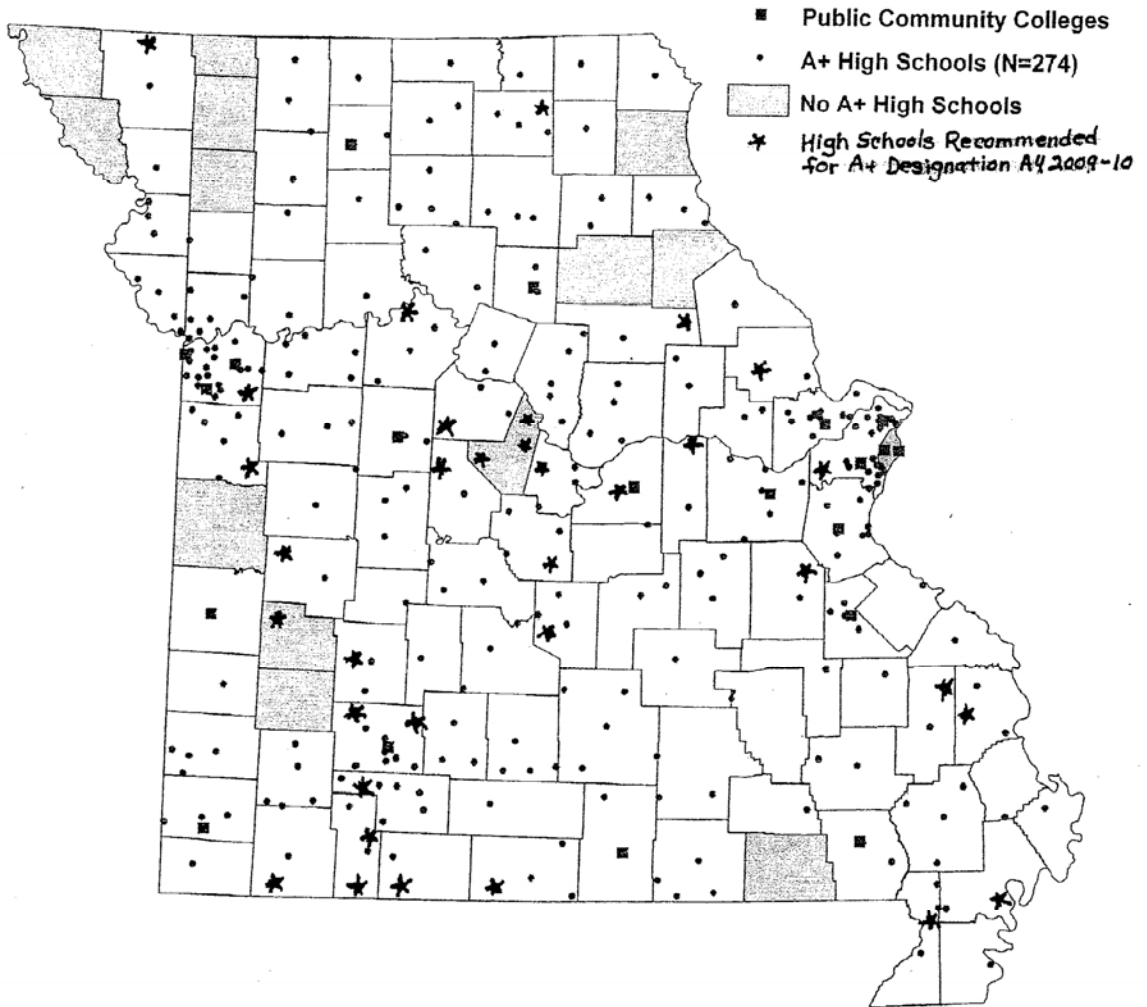 Public Community Colleges
A+ High Schools (N=274)
No A+ High Schools
High Schools Recommended
for A+ Designation AY 2009-10